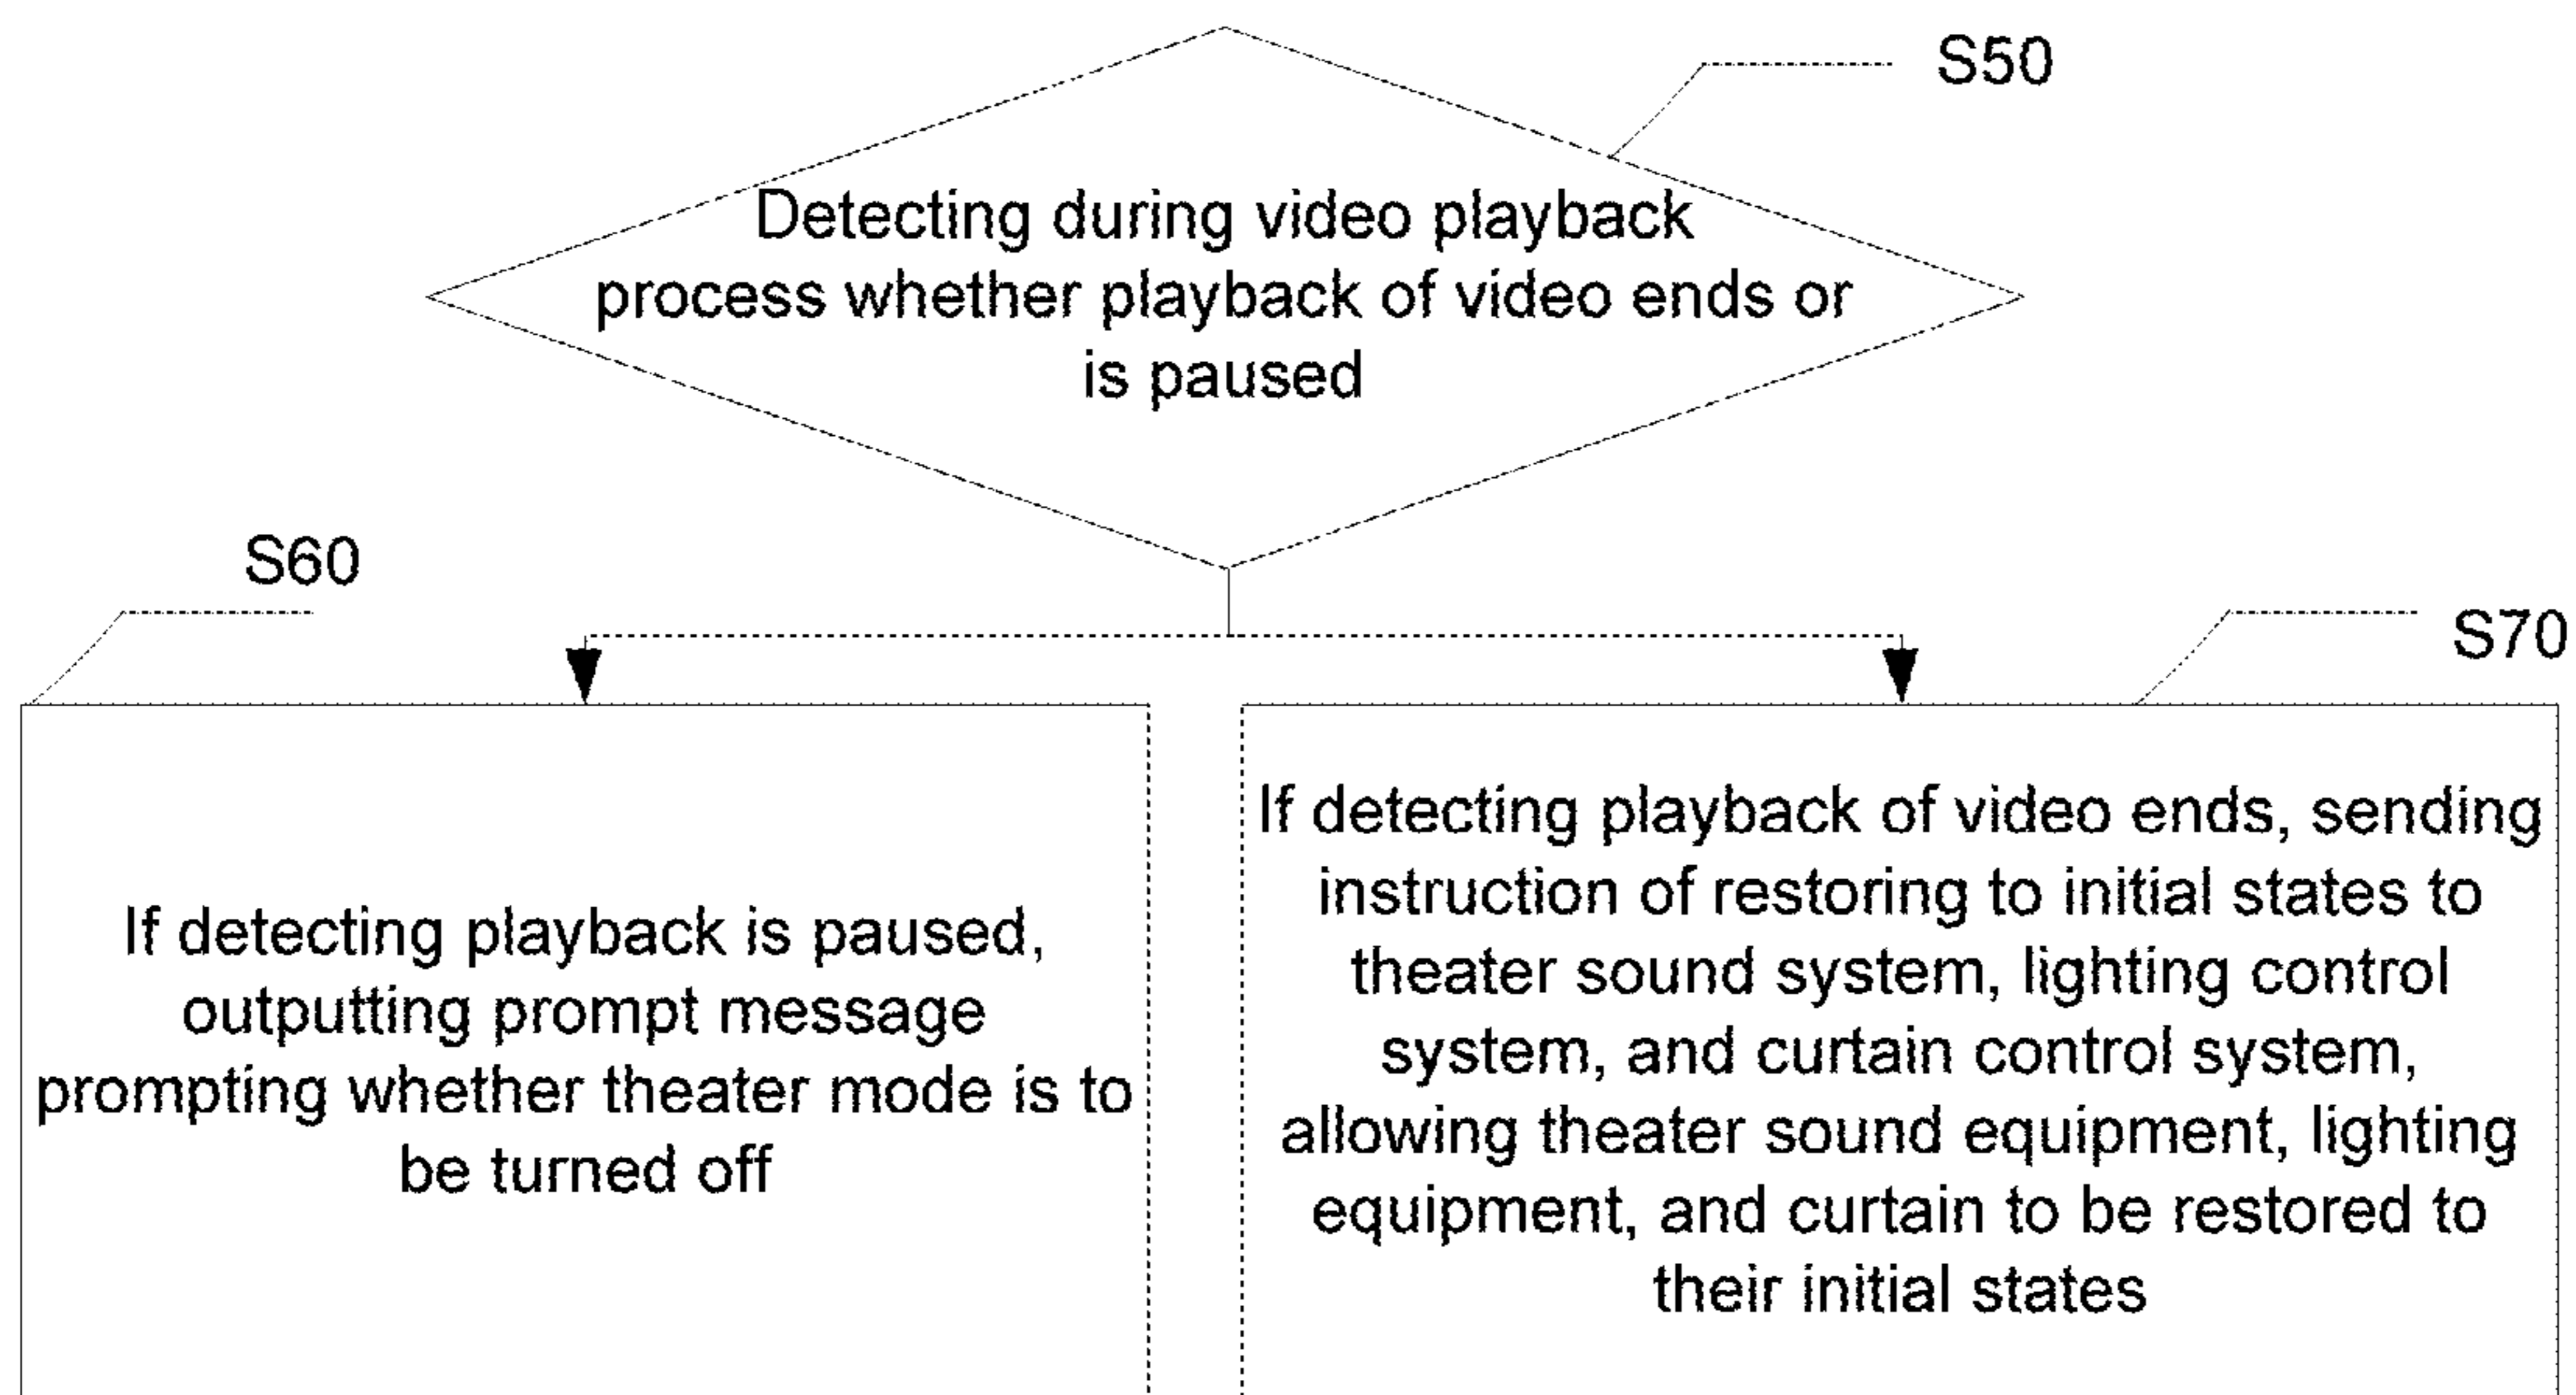 S50
Detecting during video playback
process whether playback of video ends or
is paused
S60
S70
If detecting playback is paused,
outputting prompt message
prompting whether theater mode is to
be turned off
If detecting playback of video ends, sending
instruction of restoring to initial states to
theater sound system, lighting control
system, and curtain control system,
allowing theater sound equipment, lighting
equipment, and curtain to be restored to
their initial states